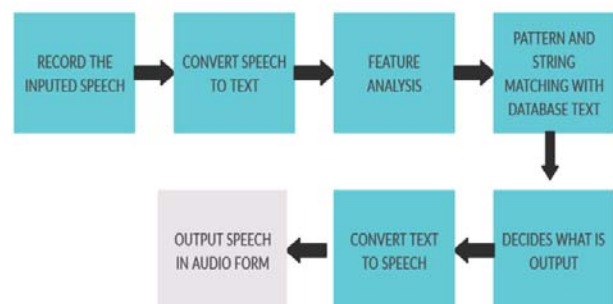 RECORD THE
INPUTED SPEECH
CONVERT SPEECH
TO TEXT
FEATURE
ANALYSIS
PATTERN AND
STRING
MATCHING WITH
DATABASE TEXT
DECIDES WHAT IS
OUTPUT
CONVERT TEXT
TO SPEECH
OUTPUT SPEECH
IN AUDIO FORM